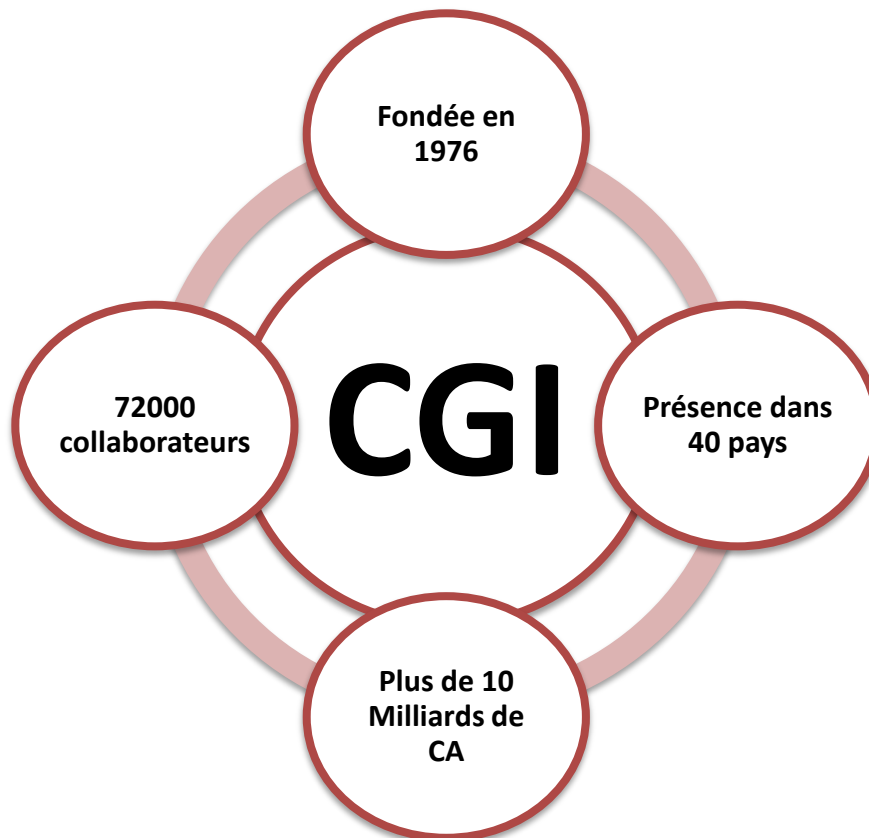 Fondée en
1976
CGI
72000
collaborateurs
Présence dans
40 pays
Plus de 10
Milliards de
CA